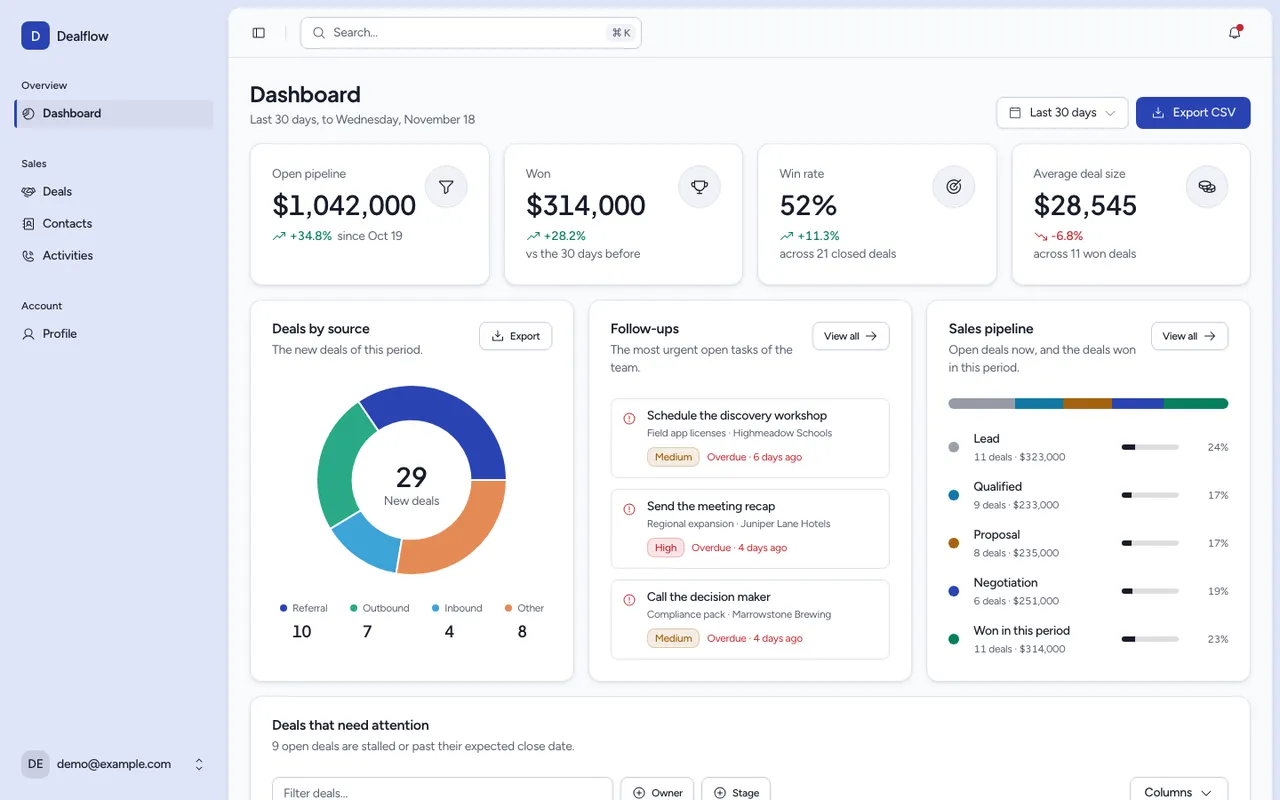 D Dealflow
Overview
Dashboard
Sales
Deals
Contacts
Activities
Account
Profile
DE demo@example.com
Search... ⌘ K
Dashboard
Last 30 days, to Wednesday, November 18
Last 30 days
Export CSV
Open pipeline
$1,042,000
+34.8% since Oct 19
Won
$314,000
+28.2%
vs the 30 days before
Win rate
52%
+11.3%
across 21 closed deals
Average deal size
$28,545
-6.8%
across 11 won deals
Deals by source
The new deals of this period.
Export
29
New deals
Referral
10
Outbound
7
Inbound
4
Other
8
Follow-ups
The most urgent open tasks of the
team.
View all
Schedule the discovery workshop
Field app licenses · Highmeadow Schools
Medium Overdue · 6 days ago
Send the meeting recap
Regional expansion · Juniper Lane Hotels
High Overdue · 4 days ago
Call the decision maker
Compliance pack · Marrowstone Brewing
Medium Overdue · 4 days ago
Sales pipeline
Open deals now, and the deals won
in this period.
View all
Lead
11 deals · $323,000
24%
Qualified
9 deals · $233,000
17%
Proposal
8 deals · $235,000
17%
Negotiation
6 deals · $251,000
19%
Won in this period
11 deals · $314,000
23%
Deals that need attention
9 open deals are stalled or past their expected close date.
Filter deals...
Owner
Stage
Columns